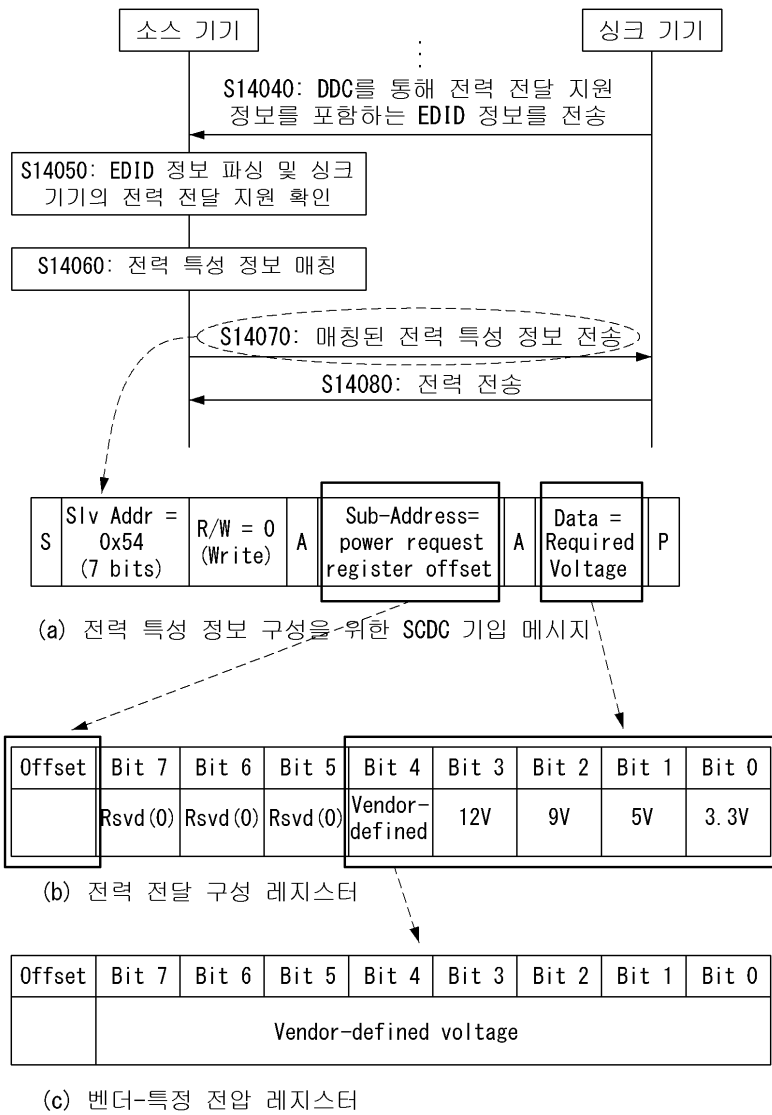 소스 기기
싱크 기기
S14040: DDC를 통해 전력 전달 지원
정보를 포함하는 EDID 정보를 전송
S14050: EDID 정보 파싱 및 싱크
기기의 전력 전달 지원 확인
S14060: 전력 특성 정보 매칭
S14070: 매칭된 전력 특성 정보 전송
S14080: 전력 전송
S
Slv Addr =
0x54
(7 bits)
R/W = 0
(Write)
A
Sub-Address=
power request
register offset
A
Data =
Required
Voltage
P
(a) 전력 특성 정보 구성을 위한 SCDC 기입 메시지
Offset Bit 7 Bit 6 Bit 5 Bit 4 Bit 3 Bit 2 Bit 1 Bit 0
Rsvd(0) Rsvd(0) Rsvd(0) Vendor-
defined 12V 9V 5V 3.3V
(b) 전력 전달 구성 레지스터
Offset Bit 7 Bit 6 Bit 5 Bit 4 Bit 3 Bit 2 Bit 1 Bit 0
Vendor-defined voltage
(c) 벤더-특정 전압 레지스터